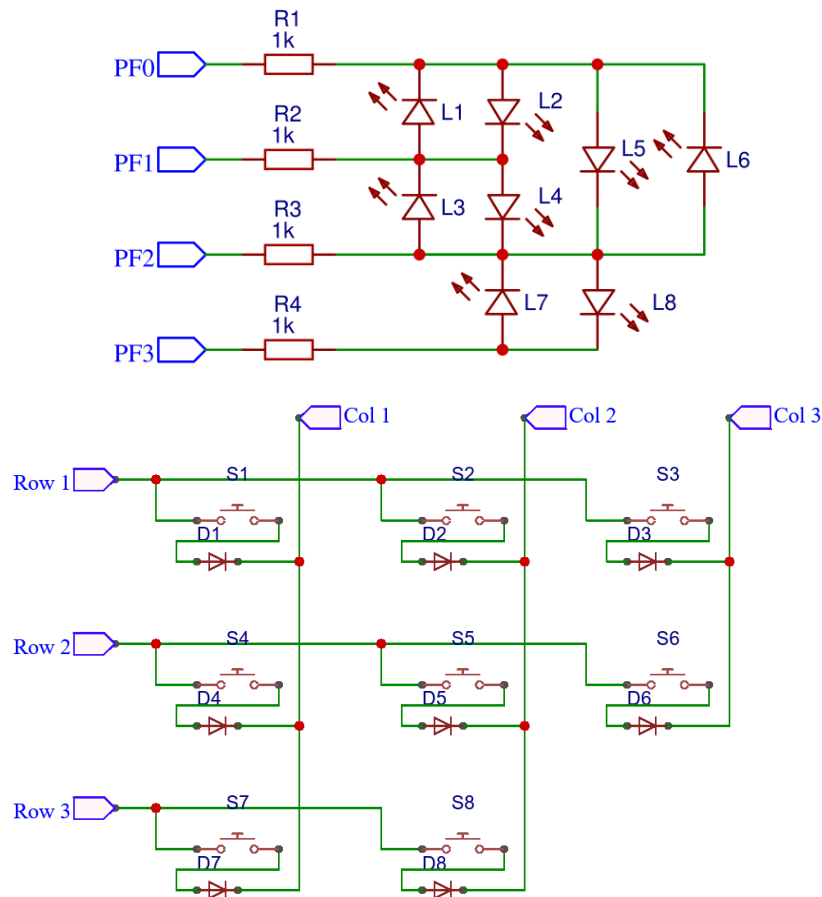 R1
1k
PF0
L1
L2
R2
1k
PF1
L5
L6
L3
L4
R3
1k
PF2
L7
L8
R4
1k
PF3
Col 1
Col 2
Col 3
Row 1
S1
S2
S3
D1
D2
D3
Row 2
S4
S5
S6
D4
D5
D6
Row 3
S7
S8
D7
D8